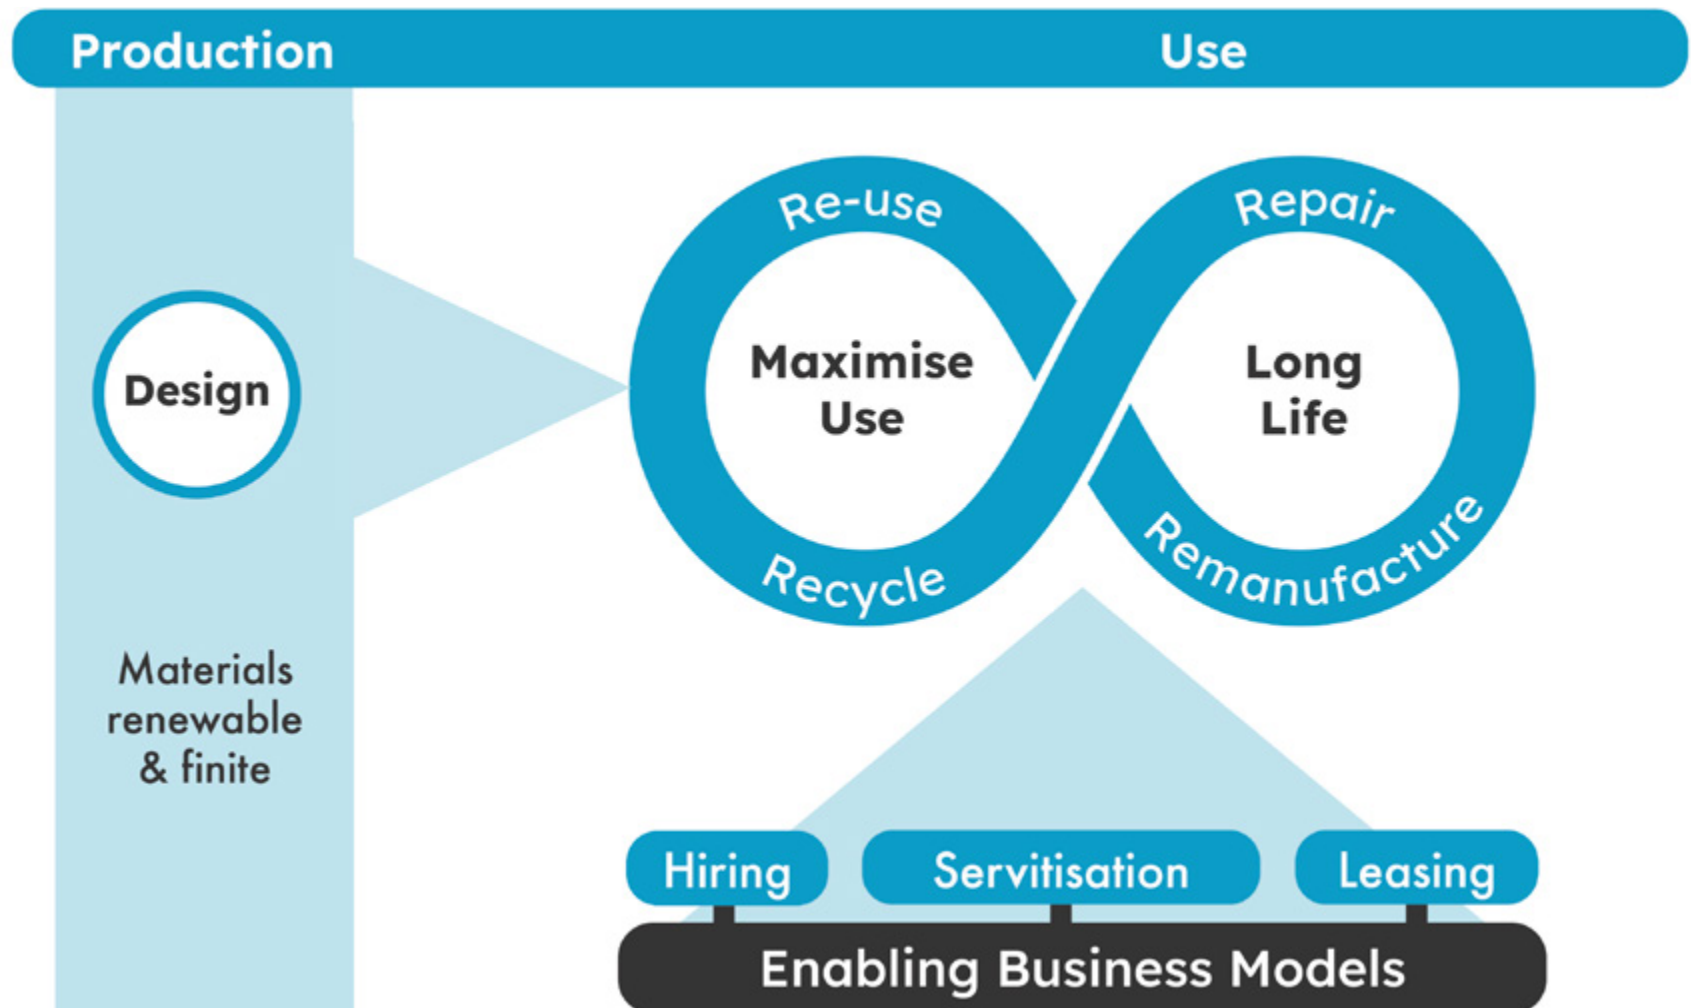 Production
Use
Re-use
Repair
Design
Maximise
Use
Long
Life
Recycle
Remanufacture
Materials
renewable
& finite
Hiring
Servitisation
Leasing
Enabling Business Models